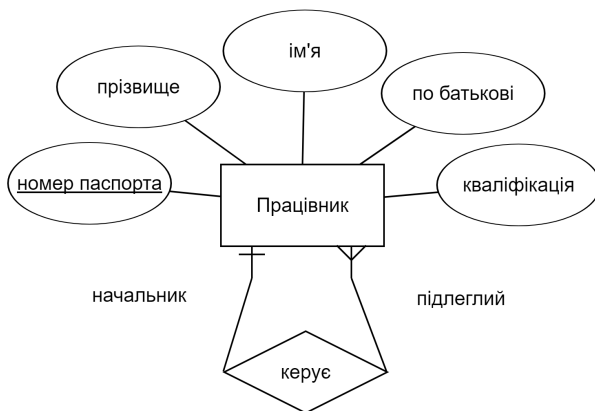 ім'я
прізвище
по батькові
номер паспорта
кваліфікація
Працівник
начальник
підлеглий
керує